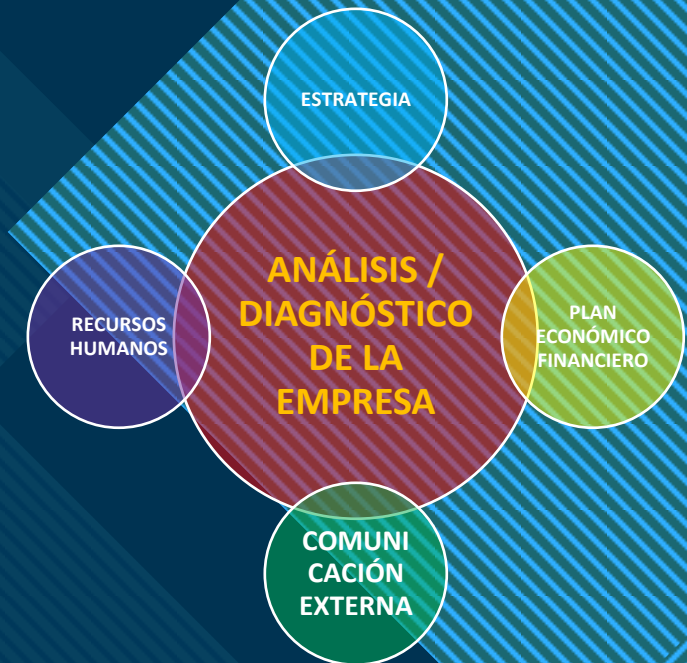 ESTRATEGIA
ANÁLISIS /
DIAGNÓSTICO
DE LA
EMPRESA
RECURSOS
HUMANOS
PLAN
ECONÓMICO
FINANCIERO
COMUNI
CACIÓN
EXTERNA